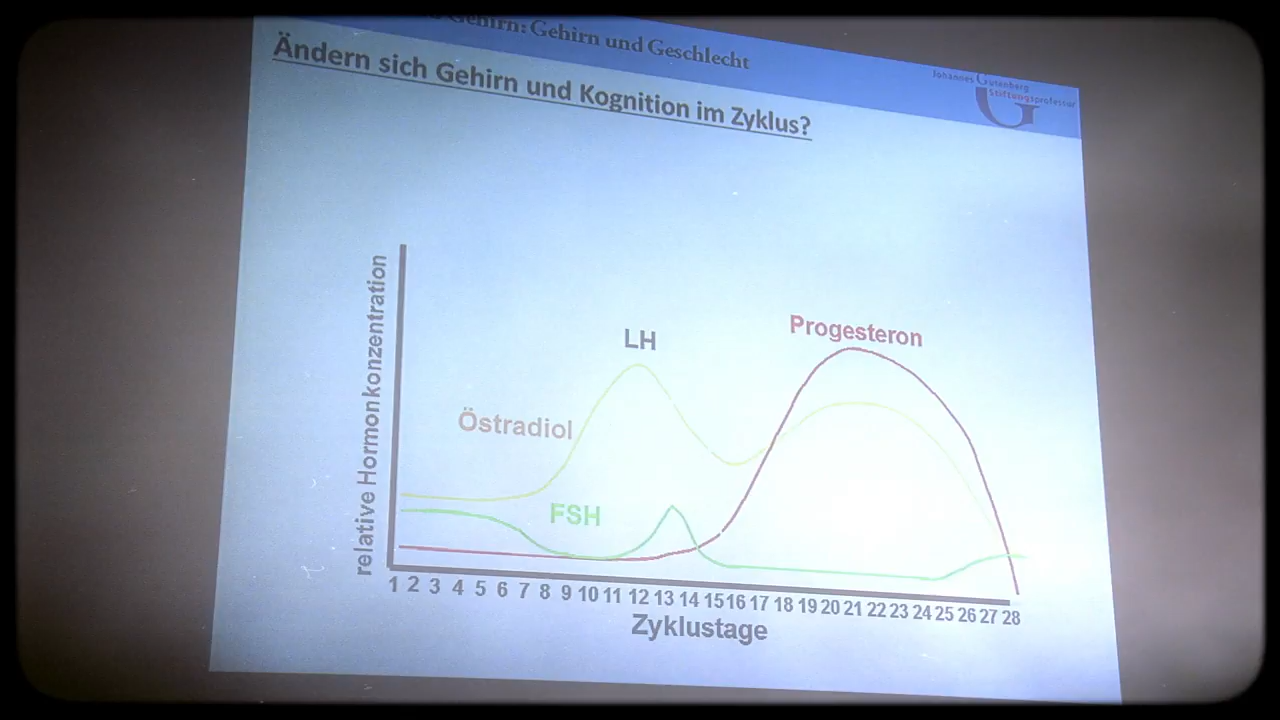 Gehirn: Gehirn und Geschlecht
Johannes Gutenberg
Stiftungsprofessur
Ändern sich Gehirn und Kognition im Zyklus?
relative Hormonkonzentration
LH
Progesteron
Östradiol
FSH
1 2 3 4 5 6 7 8 9 10 11 12 13 14 15 16 17 18 19 20 21 22 23 24 25 26 27 28
Zyklustage